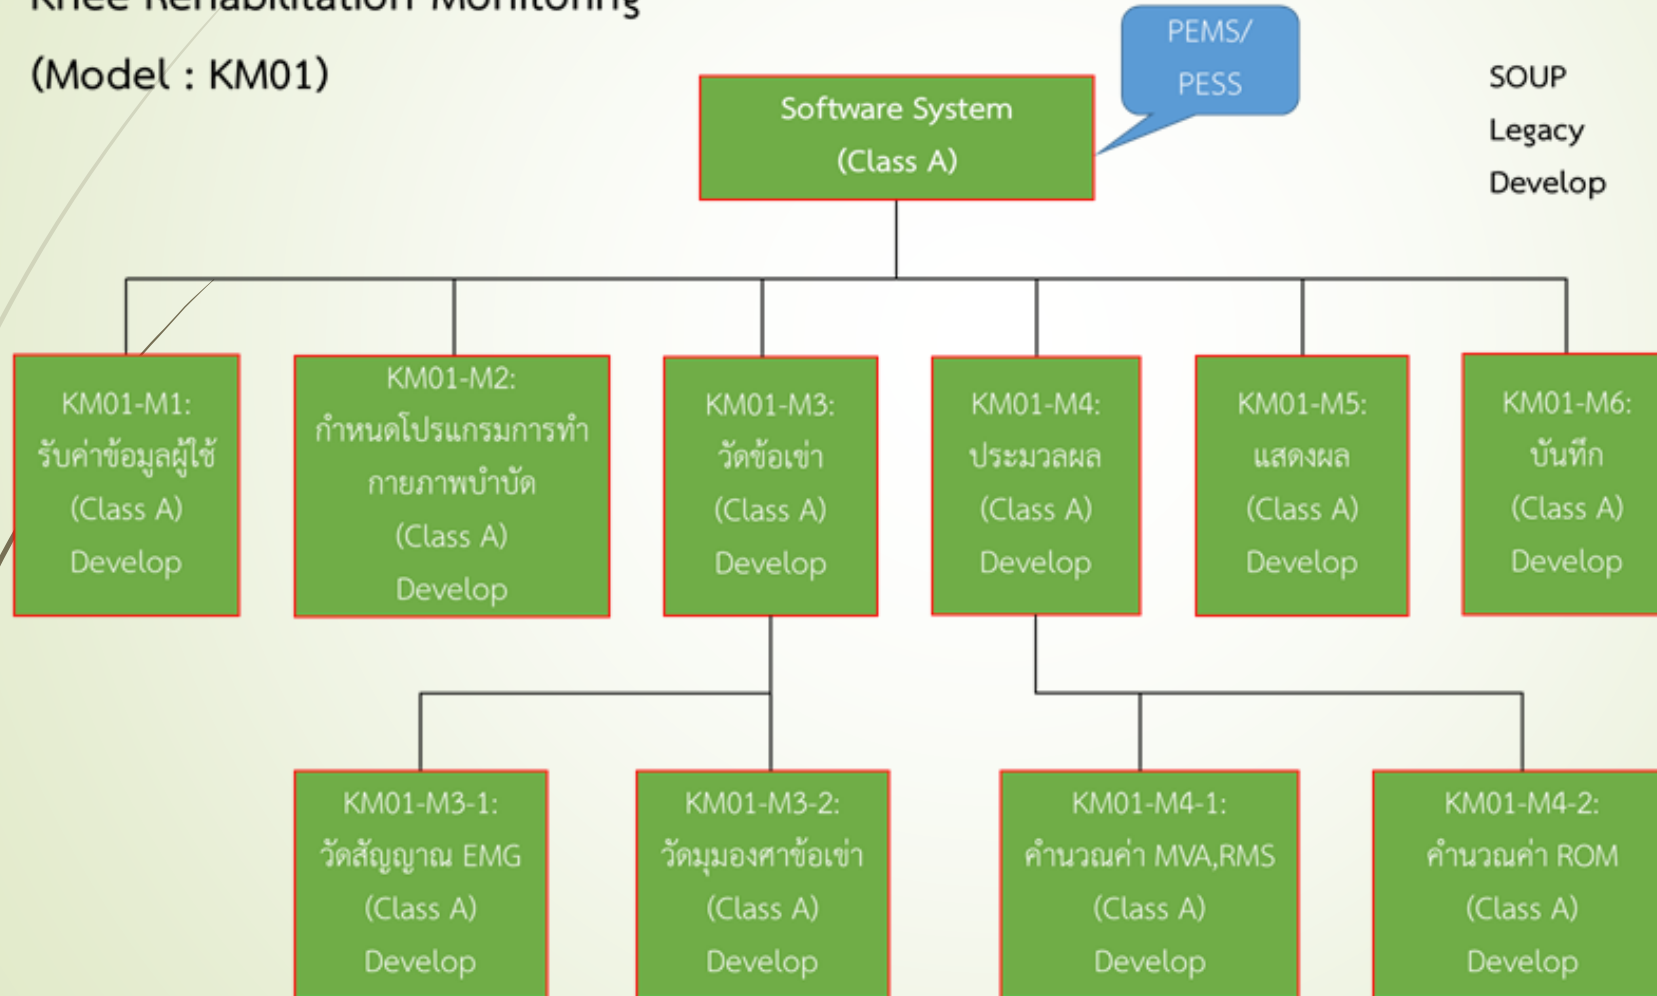 Knee Rehabilitation Monitoring
(Model : KM01)
PEMS/
PESS
SOUP
Legacy
Develop
Software System
(Class A)
KM01-M1:
รับค่าข้อมูลผู้ใช้
(Class A)
Develop
KM01-M2:
กำหนดโปรแกรมการทำ
กายภาพบำบัด
(Class A)
Develop
KM01-M3:
วัดข้อเข่า
(Class A)
Develop
KM01-M4:
ประมวลผล
(Class A)
Develop
KM01-M5:
แสดงผล
(Class A)
Develop
KM01-M6:
บันทึก
(Class A)
Develop
KM01-M3-1:
วัดสัญญาณ EMG
(Class A)
Develop
KM01-M3-2:
วัดมุมองศาข้อเข่า
(Class A)
Develop
KM01-M4-1:
คำนวณค่า MVA,RMS
(Class A)
Develop
KM01-M4-2:
คำนวณค่า ROM
(Class A)
Develop